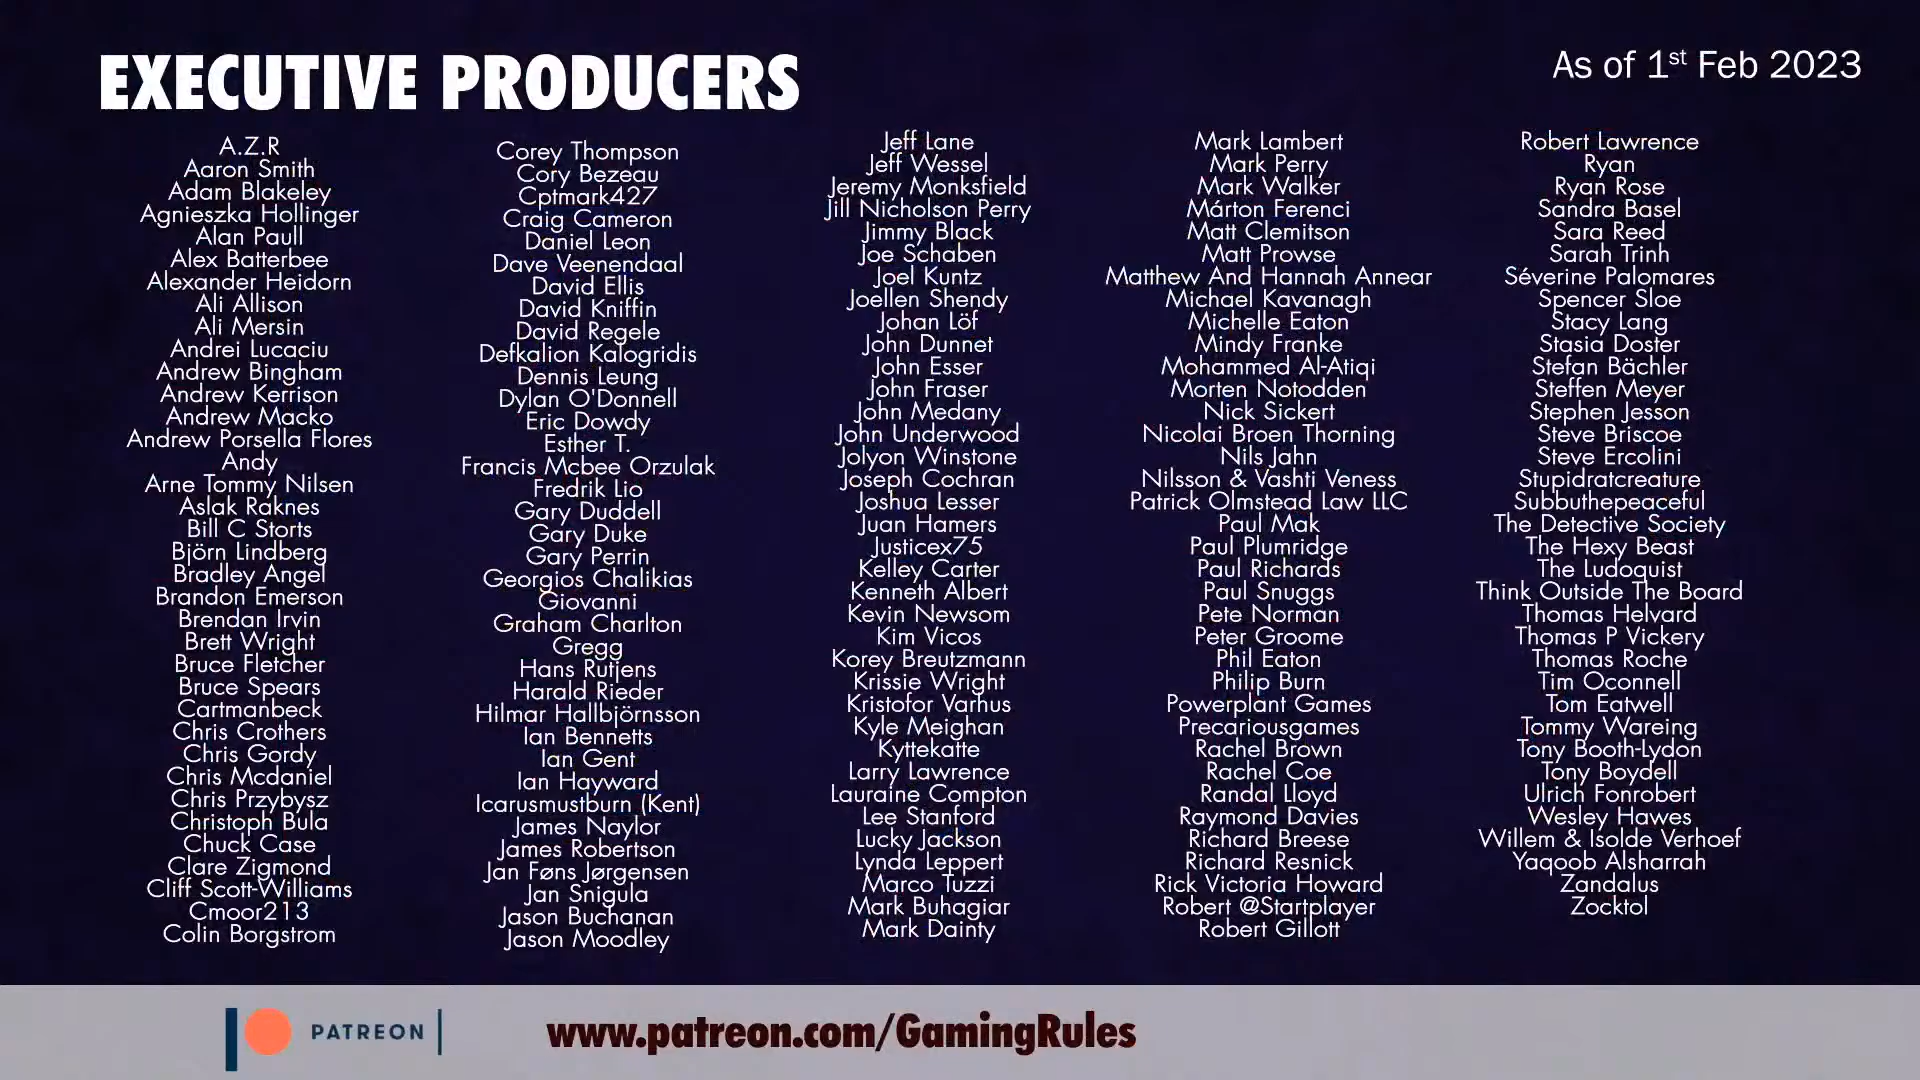 EXECUTIVE PRODUCERS
As of 1st Feb 2023
A.Z.R
Aaron Smith
Adam Blakeley
Agnieszka Hollinger
Alan Paull
Alex Batterbee
Alexander Heidorn
Ali Allison
Ali Mersin
Andrei Lucaciu
Andrew Bingham
Andrew Kerrison
Andrew Macko
Andrew Porsella Flores
Andy
Arne Tommy Nilsen
Aslak Raknes
Bill C Storts
Björn Lindberg
Bradley Angel
Brandon Emerson
Brendan Irvin
Brett Wright
Bruce Fletcher
Bruce Spears
Cartmanbeck
Chris Crothers
Chris Gordy
Chris Mcdaniel
Chris Przybysz
Christoph Bula
Chuck Case
Clare Zigmond
Cliff Scott-Williams
Cmoor213
Colin Borgstrom
Corey Thompson
Cory Bezeau
Cptmark427
Craig Cameron
Daniel Leon
Dave Veenendaal
David Ellis
David Kniffin
David Regele
Defkalion Kalogridis
Dennis Leung
Dylan O'Donnell
Eric Dowdy
Esther T.
Francis Mcbee Orzulak
Fredrik Lio
Gary Duddell
Gary Duke
Gary Perrin
Georgios Chalikias
Giovanni
Graham Charlton
Gregg
Hans Rutjens
Harald Rieder
Hilmar Hallbjörnsson
Ian Bennetts
Ian Gent
Ian Hayward
Icarusmustburn (Kent)
James Naylor
James Robertson
Jan Føns Jørgensen
Jan Snigula
Jason Buchanan
Jason Moodley
Jeff Lane
Jeff Wessel
Jeremy Monksfield
Jill Nicholson Perry
Jimmy Black
Joe Schaben
Joel Kuntz
Joellen Shendy
Johan Löf
John Dunnet
John Esser
John Fraser
John Medany
John Underwood
Jolyon Winstone
Joseph Cochran
Joshua Lesser
Juan Hamers
Justicex75
Kelley Carter
Kenneth Albert
Kevin Newsom
Kim Vicos
Korey Breutzmann
Krissie Wright
Kristofor Varhus
Kyle Meighan
Kyttekatte
Larry Lawrence
Lauraine Compton
Lee Stanford
Lucky Jackson
Lynda Leppert
Marco Tuzzi
Mark Buhagiar
Mark Dainty
Mark Lambert
Mark Perry
Mark Walker
Márton Ferenci
Matt Clemitson
Matt Prowse
Matthew And Hannah Annear
Michael Kavanagh
Michelle Eaton
Mindy Franke
Mohammed Al-Atiqi
Morten Notodden
Nick Sickert
Nicolai Broen Thorning
Nils Jahn
Nilsson & Vashti Veness
Patrick Olmstead Law LLC
Paul Mak
Paul Plumridge
Paul Richards
Paul Snuggs
Pete Norman
Peter Groome
Phil Eaton
Philip Burn
Powerplant Games
Precariousgames
Rachel Brown
Rachel Coe
Randal Lloyd
Raymond Davies
Richard Breese
Richard Resnick
Rick Victoria Howard
Robert @Startplayer
Robert Gillott
Robert Lawrence
Ryan
Ryan Rose
Sandra Basel
Sara Reed
Sarah Trinh
Séverine Palomares
Spencer Sloe
Stacy Lang
Stasia Doster
Stefan Bächler
Steffen Meyer
Stephen Jesson
Steve Briscoe
Steve Ercolini
Stupidratcreature
Subbuthepeaceful
The Detective Society
The Hexy Beast
The Ludoquist
Think Outside The Board
Thomas Helvard
Thomas P Vickery
Thomas Roche
Tim Oconnell
Tom Eatwell
Tommy Wareing
Tony Booth-Lydon
Tony Boydell
Ulrich Fonrobert
Wesley Hawes
Willem & Isolde Verhoef
Yaqoob Alsharrah
Zandalus
Zocktol
PATREON
www.patreon.com/GamingRules